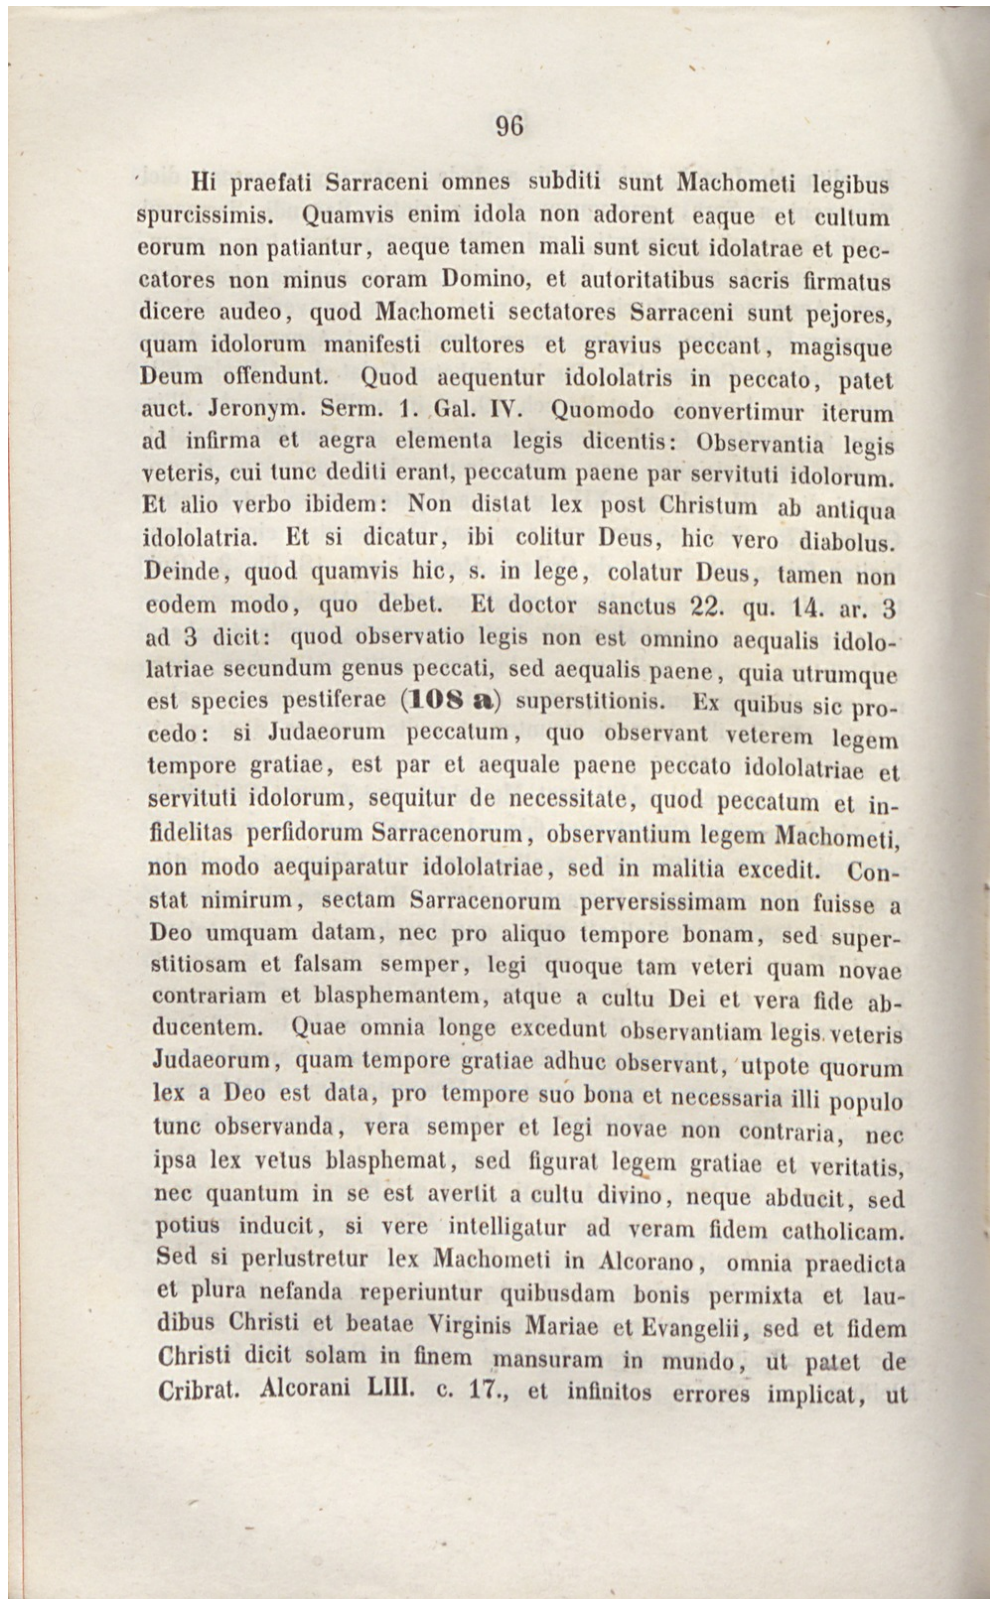 96
Hi praefati Sarraceni omnes subditi sunt Machometi legibus
spurcissimis. Quamvis enim idola non adorent eaque et cultum
eorum non patiantur, aeque tamen mali sunt sicut idolatrae et pec-
catores non minus coram Domino, et autoritatibus sacris firmatus
dicere audeo, quod Machometi sectatores Sarraceni sunt pejores,
quam idolorum manifesti cultores et gravius peccant, magisque
Deum offendunt. Quod aequentur idololatris in peccato, patet
auct. Jeronym. Serm. 1. Gal. IV. Quomodo convertimur iterum
ad infirma et aegra elementa legis dicentis: Observantia legis
veteris, cui tunc dediti erant, peccatum paene par servituti idolorum.
Et alio verbo ibidem: Non distat lex post Christum ab antiqua
idololatria. Et si dicatur, ibi colitur Deus, hic vero diabolus.
Deinde, quod quamvis hic, s. in lege, colatur Deus, tamen non
eodem modo, quo debet. Et doctor sanctus 22. qu. 14. ar. 3
ad 3 dicit: quod observatio legis non est omnino aequalis idolo-
latriae secundum genus peccati, sed aequalis paene, quia utrumque
est species pestiferae (108 a) superstitionis. Ex quibus sic pro-
cedo: si Judaeorum peccatum, quo observant veterem legem
tempore gratiae, est par et aequale paene peccato idololatriae et
servituti idolorum, sequitur de necessitate, quod peccatum et in-
fidelitas perfidorum Sarracenorum, observantium legem Machometi,
non modo aequiparatur idololatriae, sed in malitia excedit. Con-
stat nimirum, sectam Sarracenorum perversissimam non fuisse a
Deo umquam datam, nec pro aliquo tempore bonam, sed super-
stitiosam et falsam semper, legi quoque tam veteri quam novae
contrariam et blasphemantem, atque a cultu Dei et vera fide ab-
ducentem. Quae omnia longe excedunt observantiam legis veteris
Judaeorum, quam tempore gratiae adhuc observant, utpote quorum
lex a Deo est data, pro tempore suo bona et necessaria illi populo
tunc observanda, vera semper et legi novae non contraria, nec
ipsa lex vetus blasphemat, sed figurat legem gratiae et veritatis,
nec quantum in se est avertit a cultu divino, neque abducit, sed
potius inducit, si vere intelligatur ad veram fidem catholicam.
Sed si perlustretur lex Machometi in Alcorano, omnia praedicta
et plura nefanda reperiuntur quibusdam bonis permixta et lau-
dibus Christi et beatae Virginis Mariae et Evangelii, sed et fidem
Christi dicit solam in finem mansuram in mundo, ut patet de
Cribrat. Alcorani LIII. c. 17., et infinitos errores implicat, ut